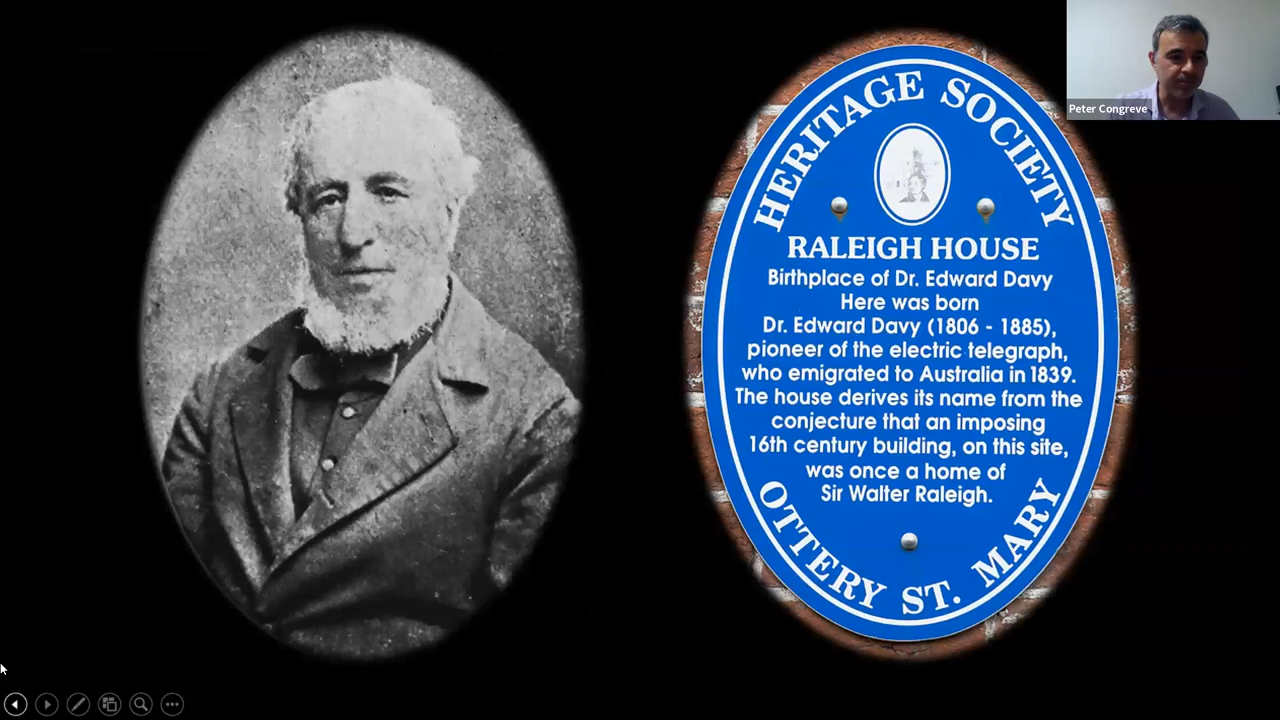 HERITAGE SOCIETY
RALEIGH HOUSE
Birthplace of Dr. Edward Davy
Here was born
Dr. Edward Davy (1806 - 1885),
pioneer of the electric telegraph,
who emigrated to Australia in 1839.
The house derives its name from the
conjecture that an imposing
16th century building, on this site,
was once a home of
Sir Walter Raleigh.
OTTERY ST. MARY
Peter Congreve